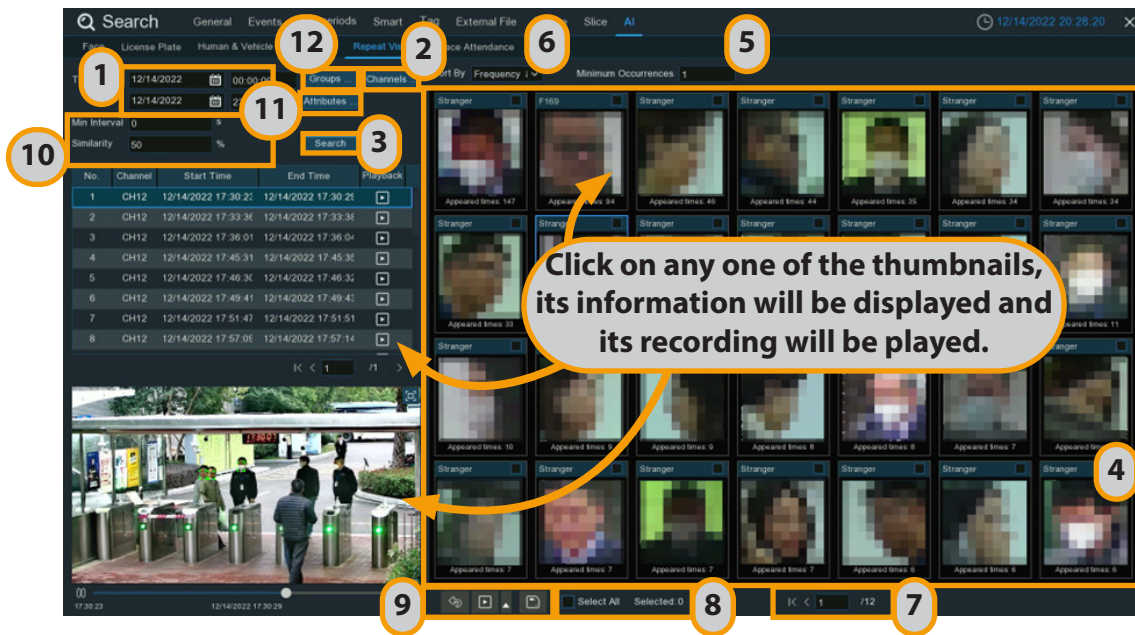 Search General Events Smart Tag External File Slice AI 12/14/2022 20:28:20
License Plate Human & Vehicle Repeat Attendance
12 2 6 5
1 12/14/2022 Groups ... Channels Sort By Frequency Minimum Occurrences 1
12/14/2022 11 Attributes ...
Min Interval 0 s
10 Similarity 50 % Search 3
No. Channel Start Time End Time Playback
1 CH12 12/14/2022 17:30:23 12/14/2022 17:30:29
2 CH12 12/14/2022 17:33:36 12/14/2022 17:33:38
3 CH12 12/14/2022 17:36:01 12/14/2022 17:36:04
4 CH12 12/14/2022 17:45:31 12/14/2022 17:45:35
5 CH12 12/14/2022 17:46:30 12/14/2022 17:46:32
6 CH12 12/14/2022 17:49:41 12/14/2022 17:49:43
7 CH12 12/14/2022 17:51:47 12/14/2022 17:51:51
8 CH12 12/14/2022 17:57:09 12/14/2022 17:57:14
1 /1
Stranger F169 Stranger Stranger Stranger Stranger Stranger
Appeared times: 147 Appeared times: 94 Appeared times: 46 Appeared times: 44 Appeared times: 35 Appeared times: 34 Appeared times: 34
Stranger Stranger Stranger Stranger Stranger Stranger Stranger
Click on any one of the thumbnails,
its information will be displayed and
its recording will be played.
Appeared times: 33 times: 11
Stranger Stranger
Appeared times: 10 Appeared times: 9 Appeared times: 9 Appeared times: 8 Appeared times: 8 Appeared times: 7 Appeared times: 7
Stranger Stranger Stranger Stranger Stranger Stranger Stranger 4
Appeared times: 7 Appeared times: 7 Appeared times: 7 Appeared times: 7 Appeared times: 6 Appeared times: 6 Appeared times: 6
17:30:23 12/14/2022 17:30:29
9 Select All Selected: 0 8 1 /12 7